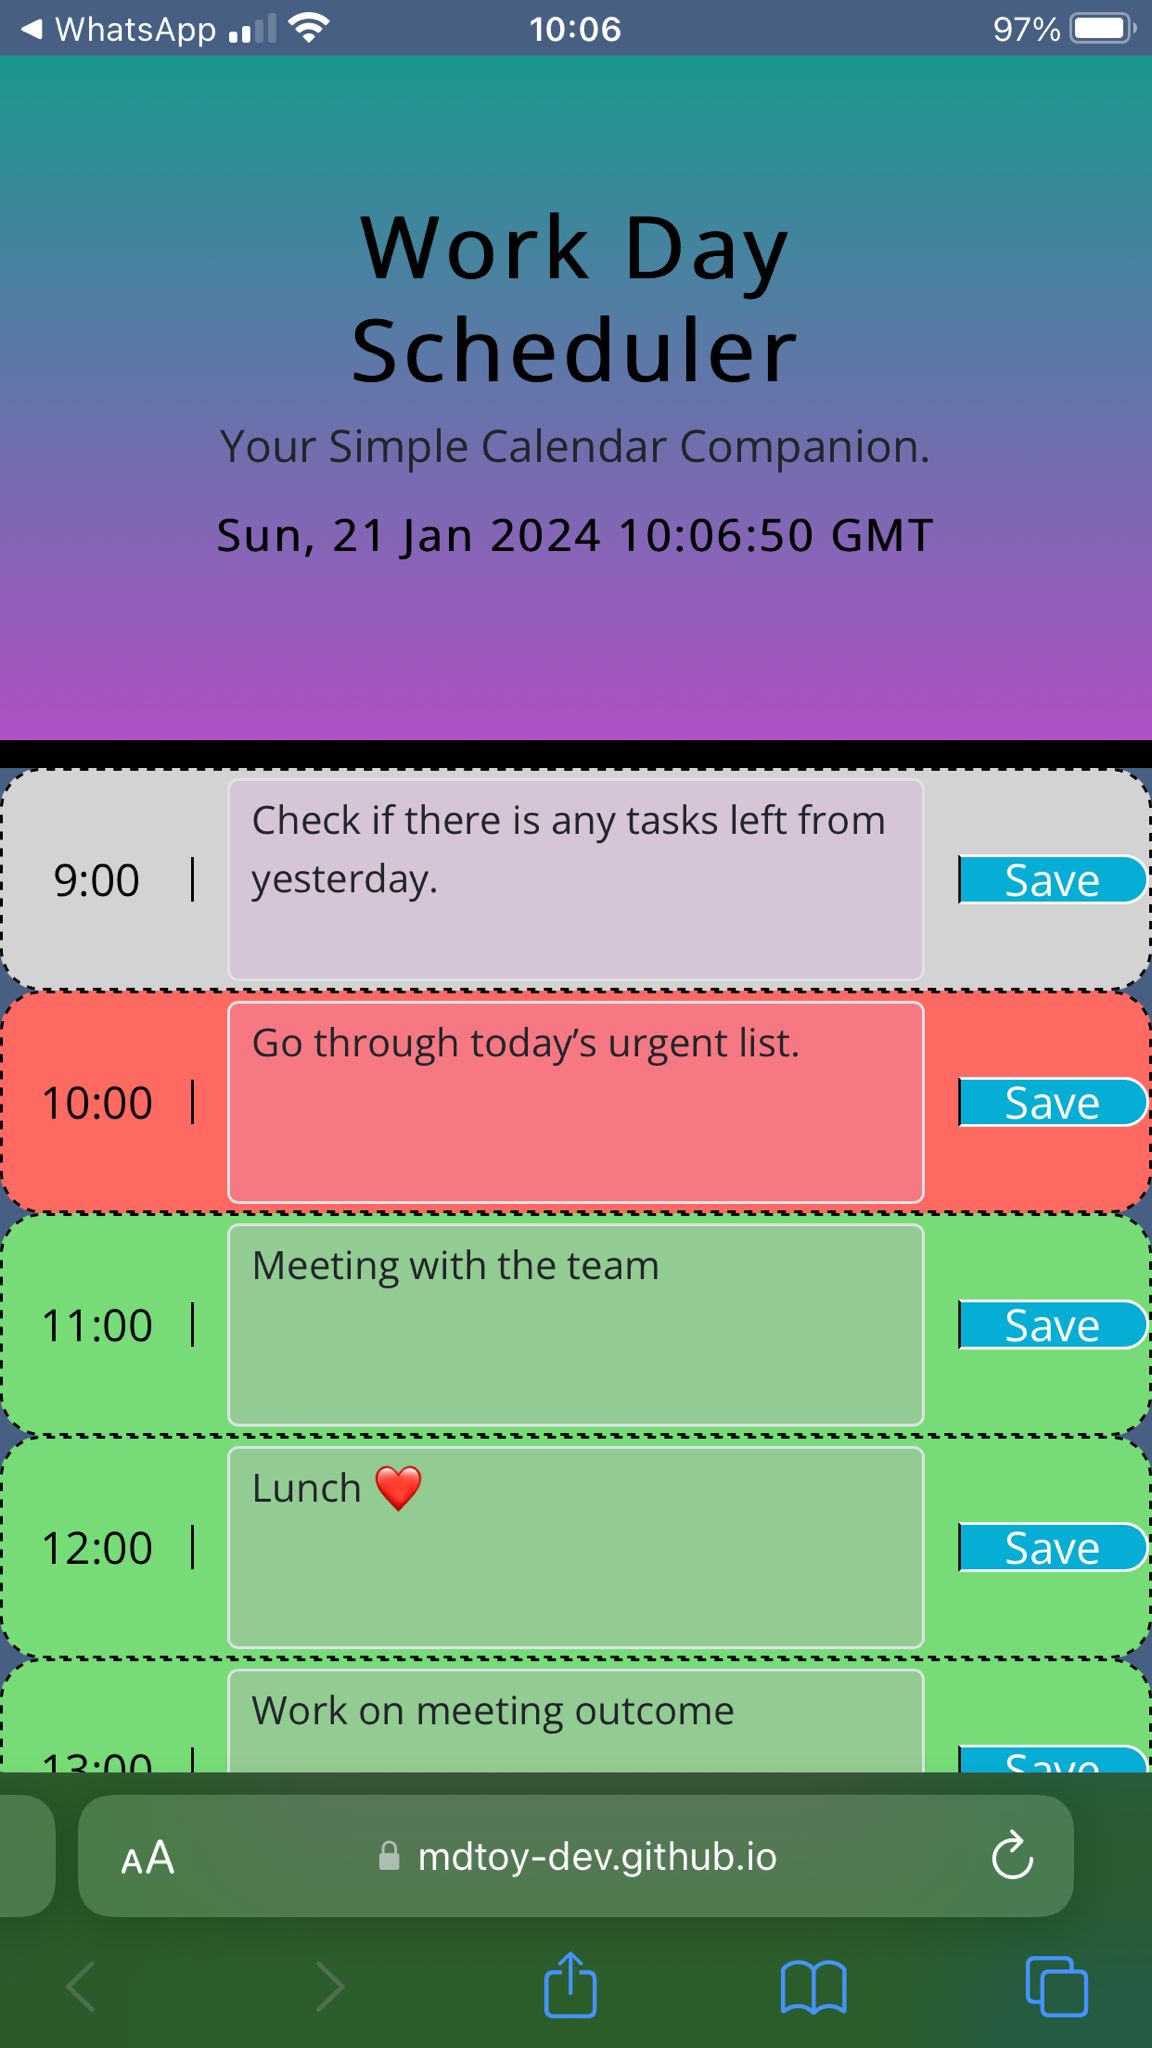 WhatsApp 10:06 97%
Work Day
Scheduler
Your Simple Calendar Companion.
Sun, 21 Jan 2024 10:06:50 GMT
9:00 | Check if there is any tasks left from
yesterday.
Save
10:00 | Go through today’s urgent list.
Save
11:00 | Meeting with the team
Save
12:00 | Lunch ❤️
Save
13:00 | Work on meeting outcome
Save
AA mdtoy-dev.github.io